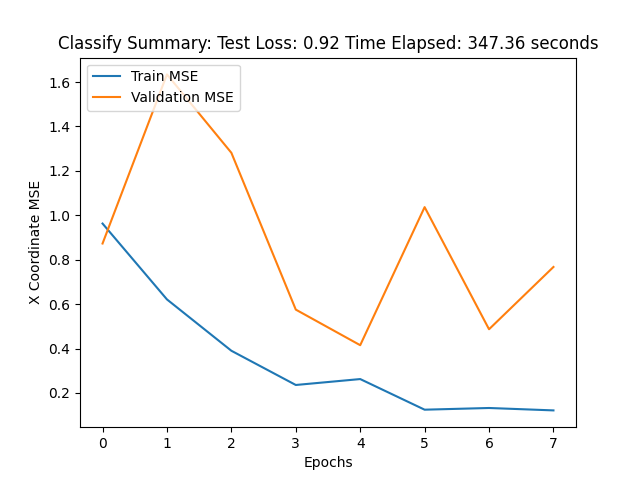 Classify Summary: Test Loss: 0.92 Time Elapsed: 347.36 seconds
Train MSE
Validation MSE
1.6
1.4
1.2
1.0
0.8
0.6
0.4
0.2
X Coordinate MSE
0 1 2 3 4 5 6 7
Epochs